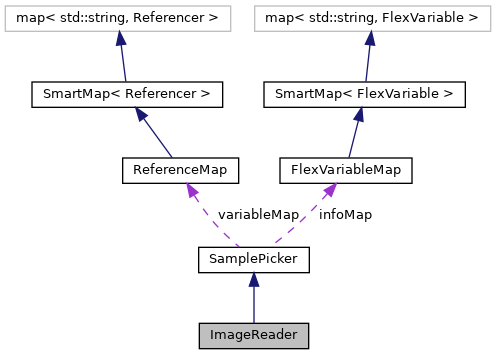 map< std::string, Referencer >
map< std::string, FlexVariable >
SmartMap< Referencer >
SmartMap< FlexVariable >
ReferenceMap
FlexVariableMap
variableMap
infoMap
SamplePicker
ImageReader